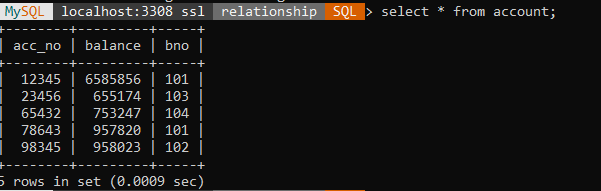 MySQL localhost:3308 ssl relationship SQL > select * from account;
+--------+---------+-----+
| acc_no | balance | bno |
+--------+---------+-----+
|  12345 | 6585856 | 101 |
|  23456 |  655174 | 103 |
|  65432 |  753247 | 104 |
|  78643 |  957820 | 101 |
|  98345 |  958023 | 102 |
+--------+---------+-----+
5 rows in set (0.0009 sec)